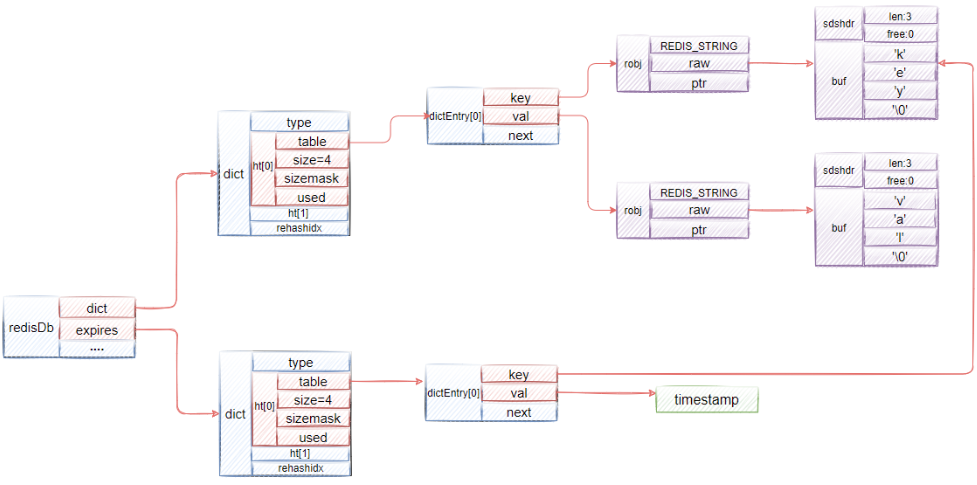 redisDb
dict
expires
....
dict
type
ht[0]
table
size=4
sizemask
used
ht[1]
rehashidx
dictEntry[0]
key
val
next
robj
REDIS_STRING
raw
ptr
sdshdr
len:3
free:0
buf
'k'
'e'
'y'
'\0'
robj
REDIS_STRING
raw
ptr
sdshdr
len:3
free:0
buf
'v'
'a'
'l'
'\0'
dict
type
ht[0]
table
size=4
sizemask
used
ht[1]
rehashidx
dictEntry[0]
key
val
next
timestamp